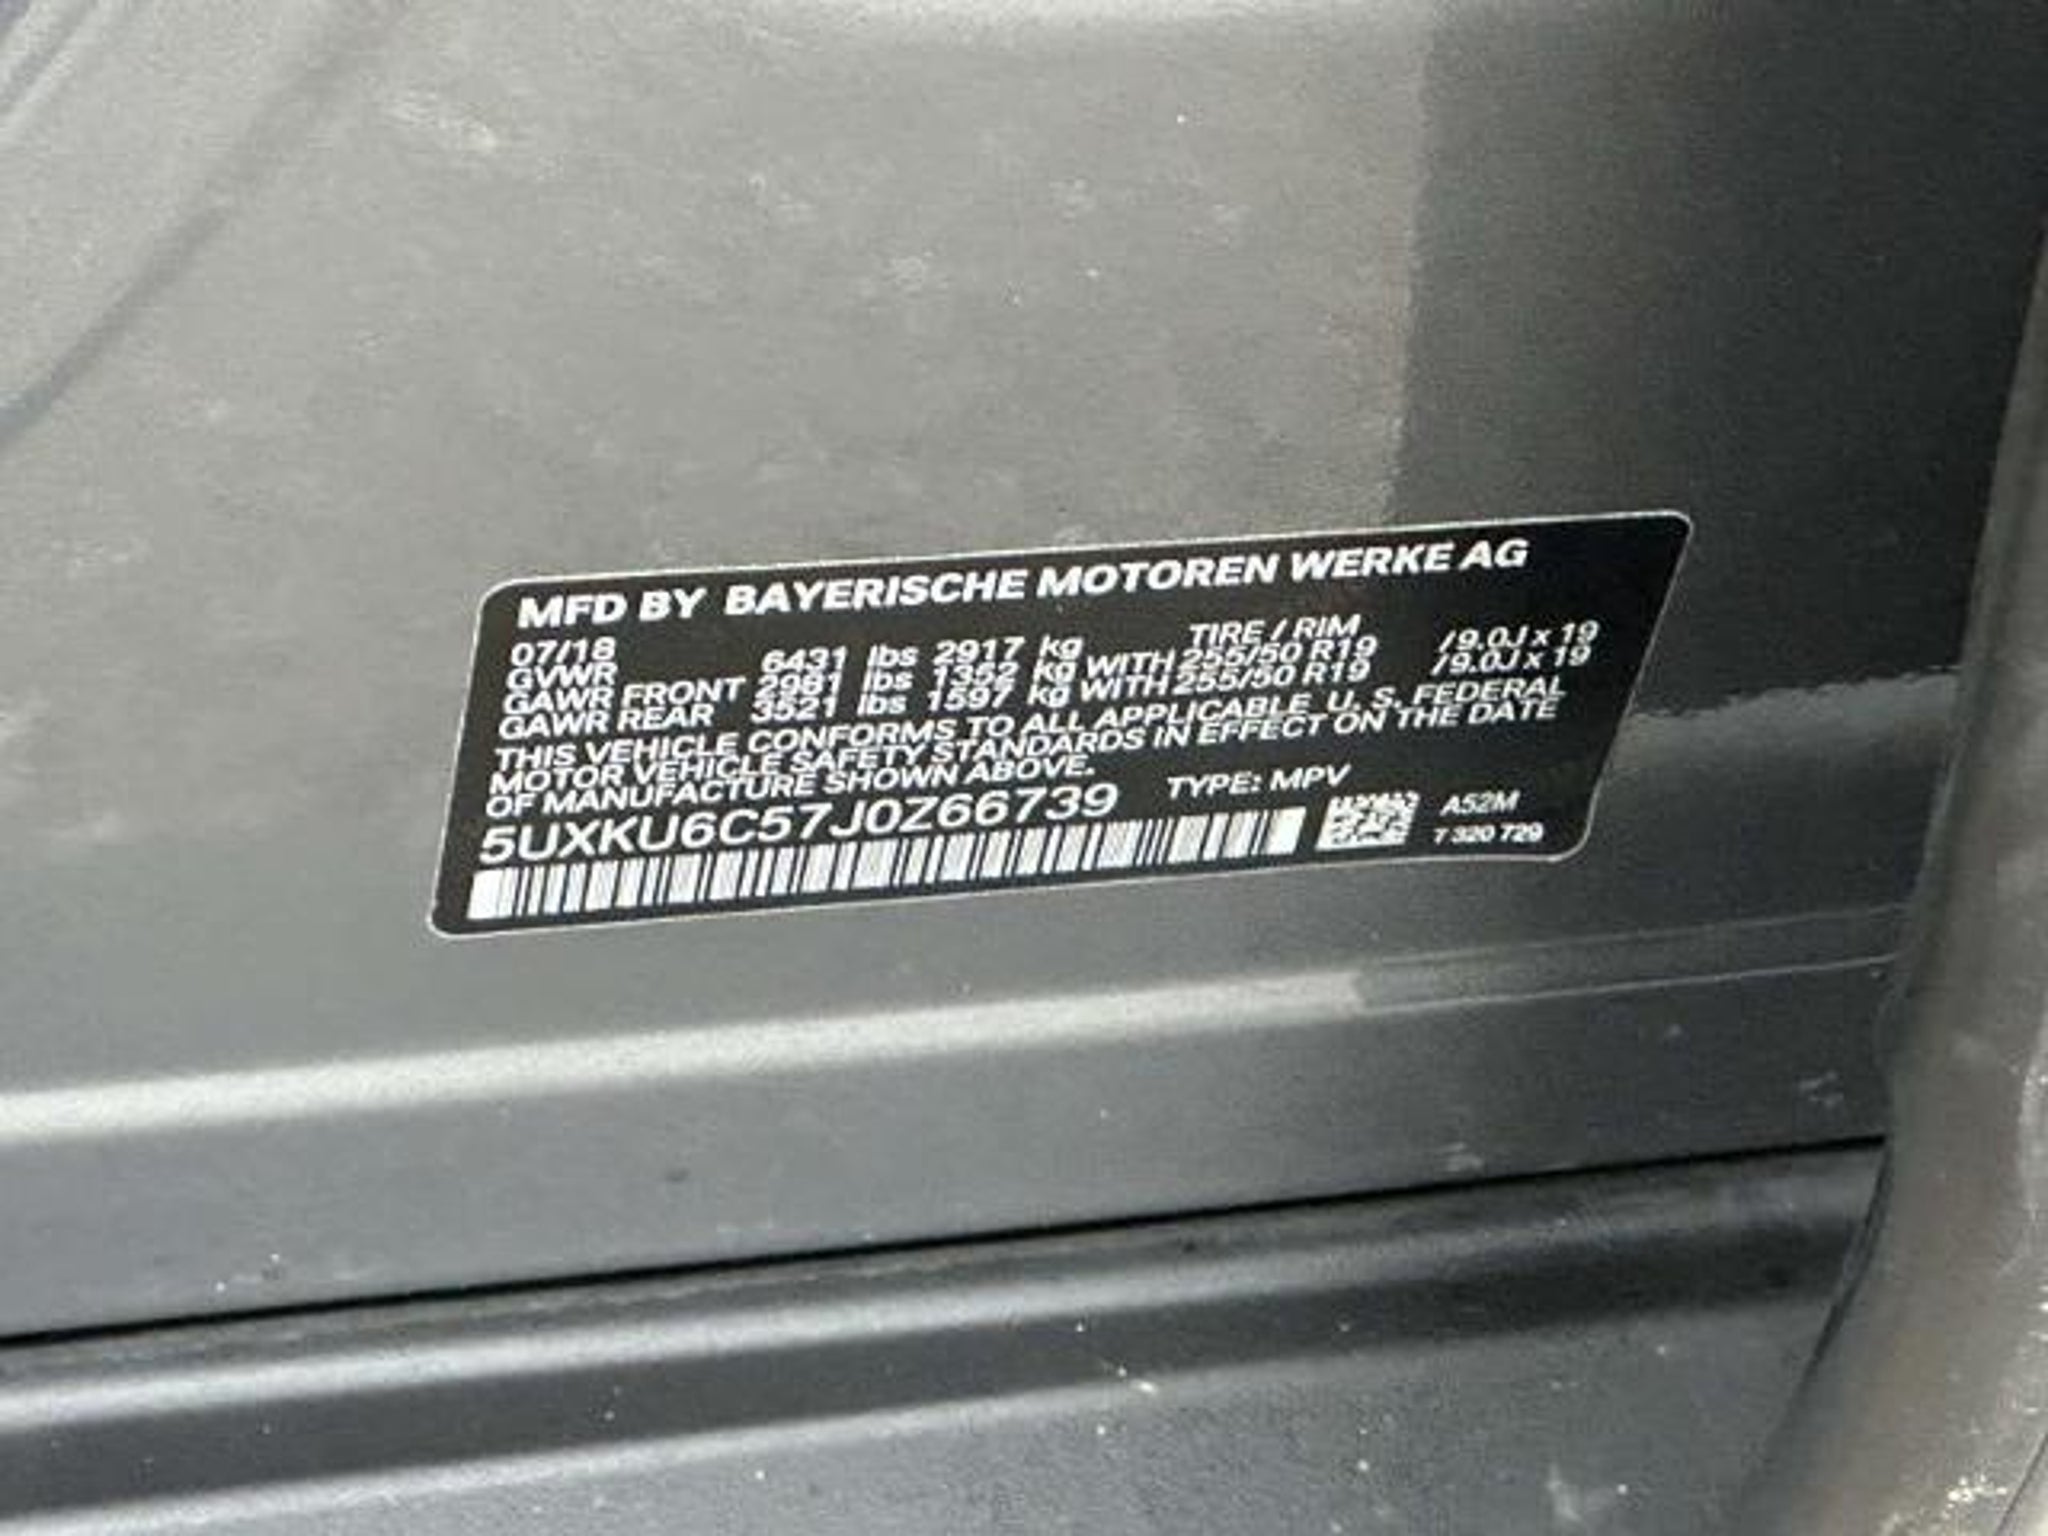 MFD BY BAYERISCHE MOTOREN WERKE AG
07/18 TIRE / RIM
GVWR 6431 lbs 2917 kg
GAWR FRONT 2981 lbs 1352 kg WITH 255/50 R19 /9.0J x 19
GAWR REAR 3521 lbs 1597 kg WITH 255/50 R19 /9.0J x 19
THIS VEHICLE CONFORMS TO ALL APPLICABLE U. S. FEDERAL
MOTOR VEHICLE SAFETY STANDARDS IN EFFECT ON THE DATE
OF MANUFACTURE SHOWN ABOVE.
5UXKU6C57J0Z66739 TYPE: MPV
A52M
7 320 729